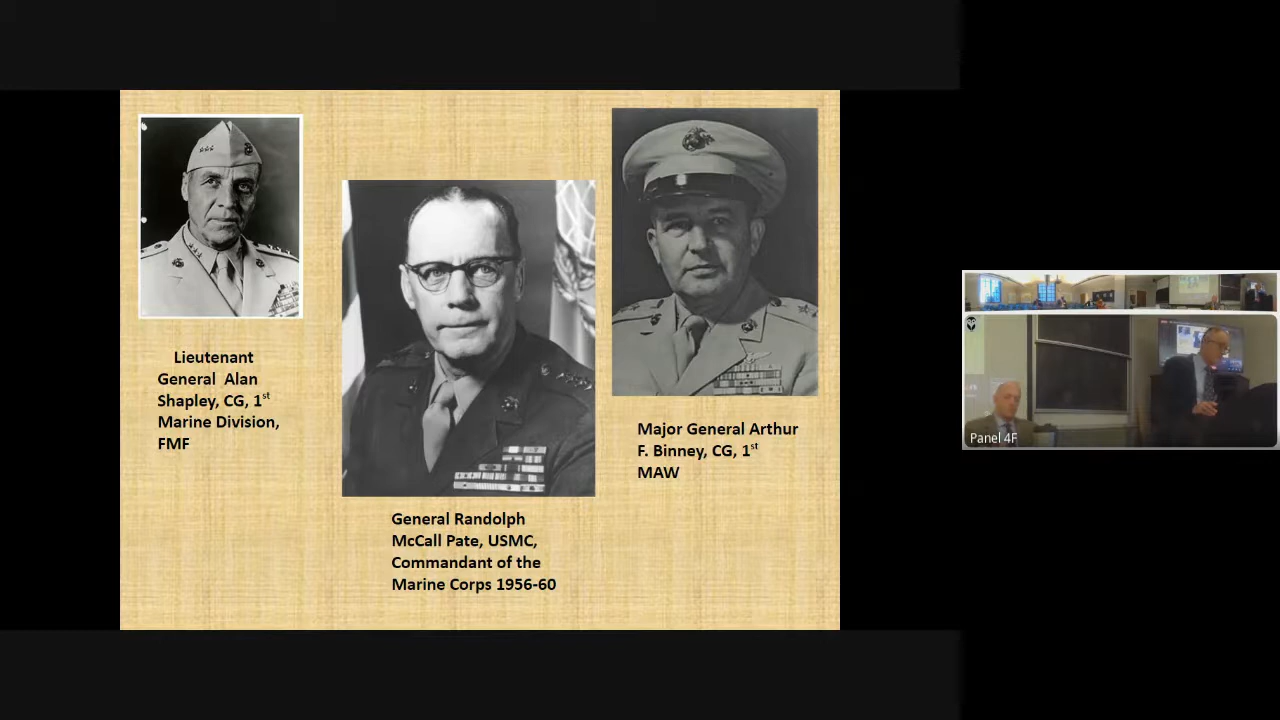 Lieutenant
General Alan
Shapley, CG, 1st
Marine Division,
FMF
General Randolph
McCall Pate, USMC,
Commandant of the
Marine Corps 1956-60
Major General Arthur
F. Binney, CG, 1st
MAW
Panel 4F